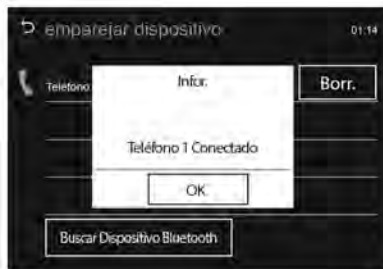 emparejar dispositivo
01:14
Teléfono
Infor.
Borr.
Teléfono 1 Conectado
OK
Buscar Dispositivo Bluetooth